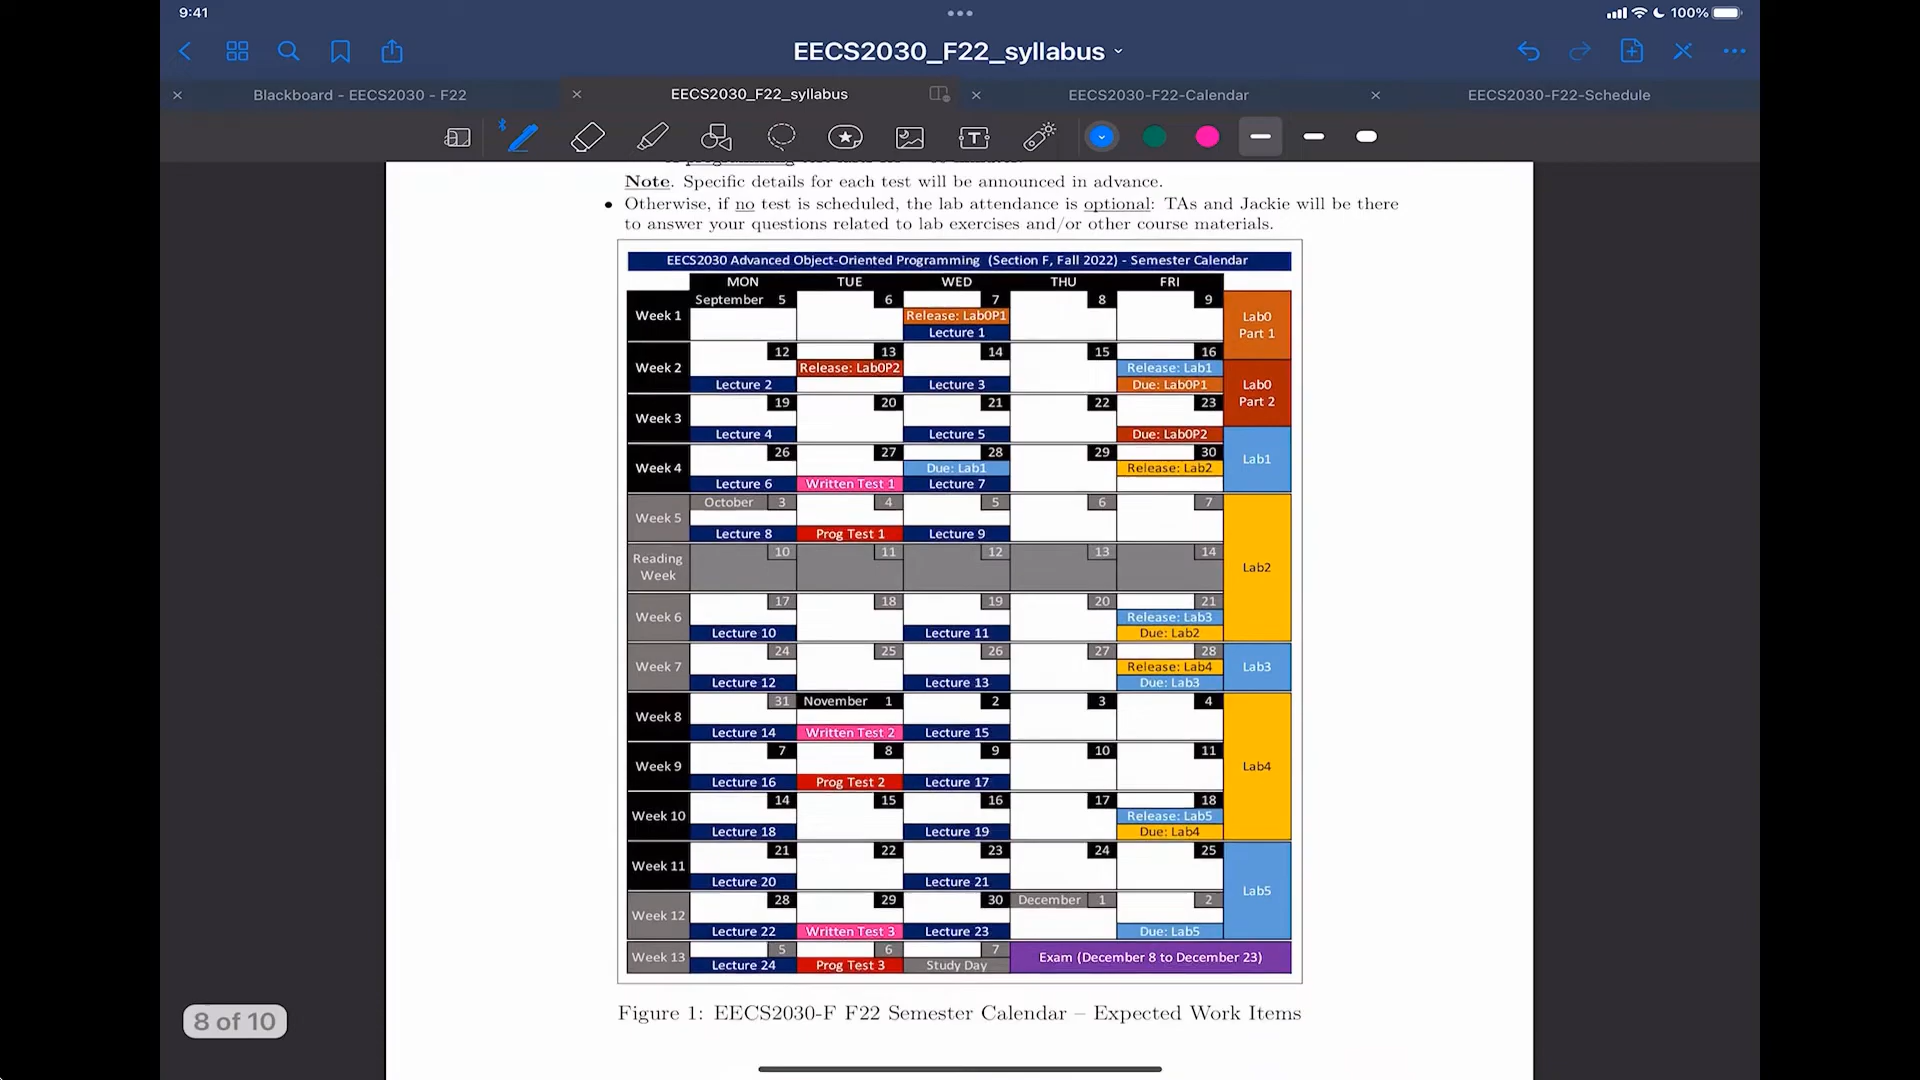 9:41
100%
EECS2030_F22_syllabus
Blackboard - EECS2030 - F22
EECS2030_F22_syllabus
EECS2030-F22-Calendar
EECS2030-F22-Schedule
Note. Specific details for each test will be announced in advance.
• Otherwise, if no test is scheduled, the lab attendance is optional: TAs and Jackie will be there
to answer your questions related to lab exercises and/or other course materials.
EECS2030 Advanced Object-Oriented Programming (Section F, Fall 2022) - Semester Calendar
MON TUE WED THU FRI
September 5 6 7 8 9
Week 1
Release: Lab0P1
Lecture 1
Lab0
Part 1
12 13 14 15 16
Week 2
Release: Lab0P2 Release: Lab1
Lecture 2 Lecture 3 Due: Lab0P1
Lab0
Part 2
19 20 21 22 23
Week 3
Lecture 4 Lecture 5 Due: Lab0P2
26 27 28 29 30
Week 4
Due: Lab1 Release: Lab2
Lecture 6 Written Test 1 Lecture 7
Lab1
October 3 4 5 6 7
Week 5
Lecture 8 Prog Test 1 Lecture 9
10 11 12 13 14
Reading
Week
Lab2
17 18 19 20 21
Week 6
Release: Lab3
Lecture 10 Lecture 11 Due: Lab2
24 25 26 27 28
Week 7
Release: Lab4
Lecture 12 Lecture 13 Due: Lab3
Lab3
31 November 1 2 3 4
Week 8
Lecture 14 Written Test 2 Lecture 15
7 8 9 10 11
Week 9
Lecture 16 Prog Test 2 Lecture 17
Lab4
14 15 16 17 18
Week 10
Release: Lab5
Lecture 18 Lecture 19 Due: Lab4
21 22 23 24 25
Week 11
Lecture 20 Lecture 21
Lab5
28 29 30 December 1 2
Week 12
Lecture 22 Written Test 3 Lecture 23 Due: Lab5
5 6 7
Week 13
Lecture 24 Prog Test 3 Study Day
Exam (December 8 to December 23)
Figure 1: EECS2030-F F22 Semester Calendar – Expected Work Items
8 of 10